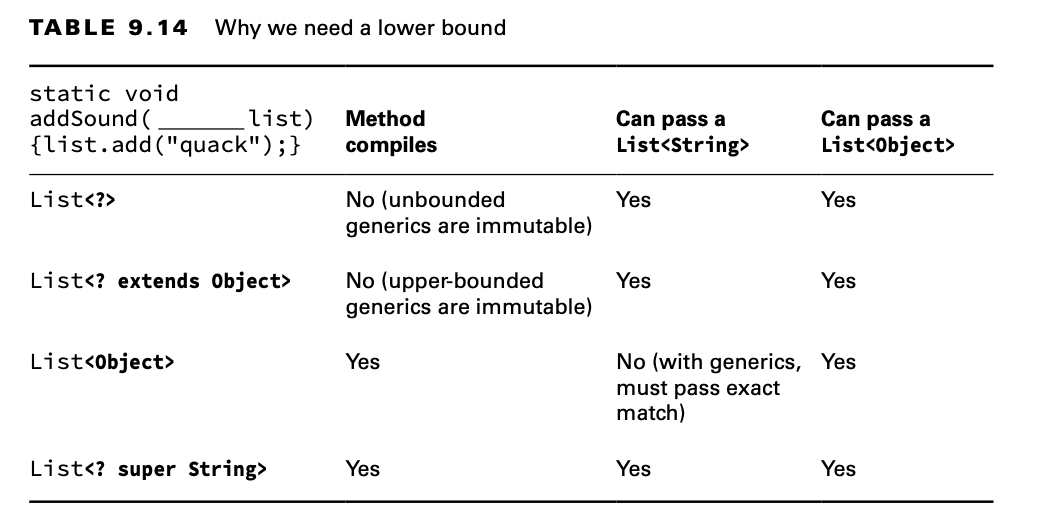 TABLE 9.14 Why we need a lower bound
static void
addSound(______list) Method Can pass a Can pass a
{list.add("quack");} compiles List<String> List<Object>
List<?> No (unbounded Yes Yes
generics are immutable)
List<? extends Object> No (upper-bounded Yes Yes
generics are immutable)
List<Object> Yes No (with generics, Yes
must pass exact
match)
List<? super String> Yes Yes Yes